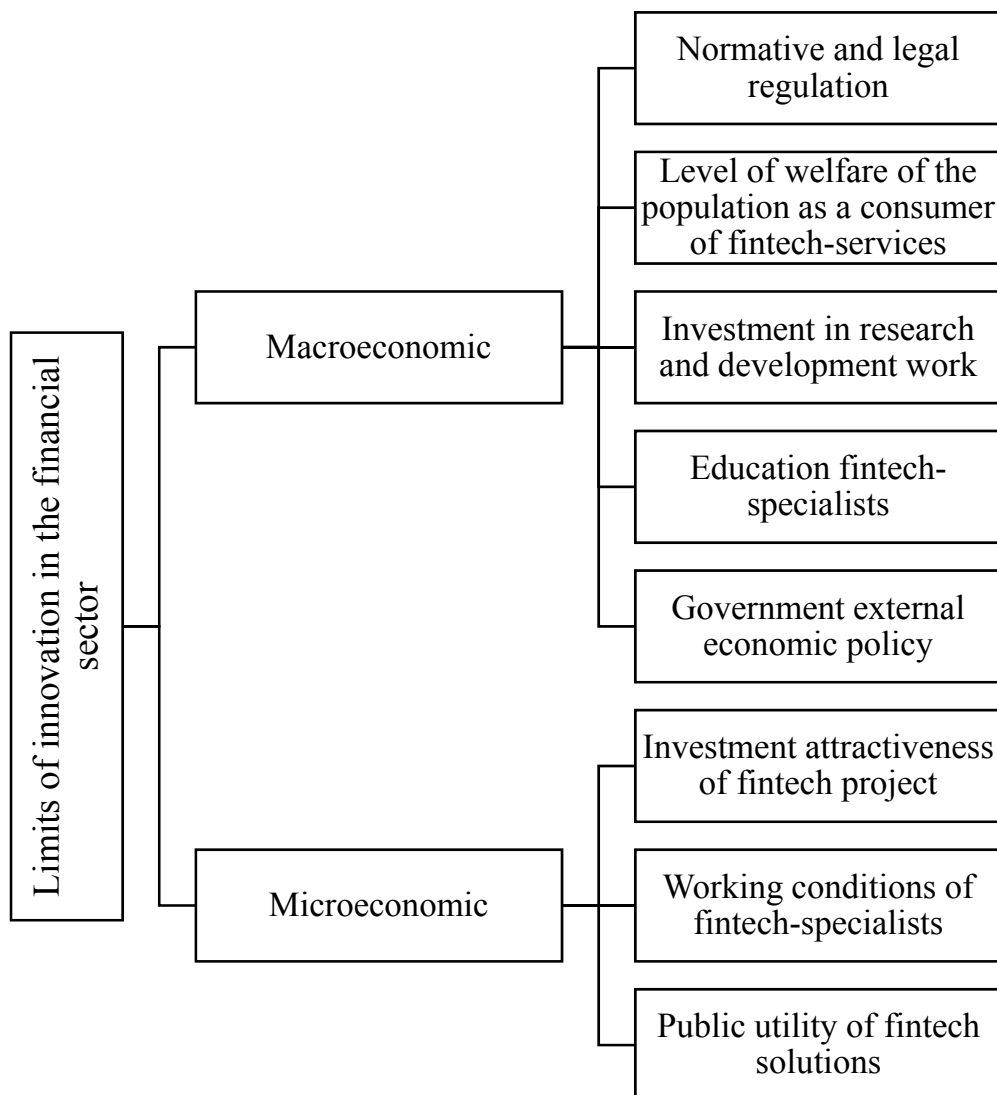 Limits of innovation in the financial
sector
Macroeconomic
Normative and legal
regulation
Level of welfare of the
population as a consumer
of fintech-services
Investment in research
and development work
Education fintech-
specialists
Government external
economic policy
Microeconomic
Investment attractiveness
of fintech project
Working conditions of
fintech-specialists
Public utility of fintech
solutions